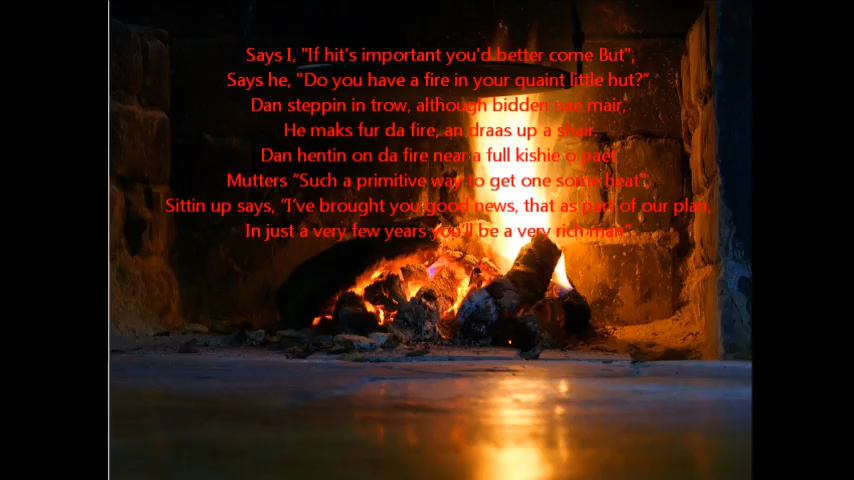 Says I, "If hit's important you'd better come But",
Says he, "Do you have a fire in your quaint little hut?"
Dan steppin in trow, although bidden nae mair,
He maks fur da fire, an draas up a shair
Dan hentin on da fire near a full kishie o paet
Mutters "Such a primitive way to get one some heat",
Sittin up says, "I've brought you good news, that as part of our plan,
In just a very few years you'll be a very rich man"